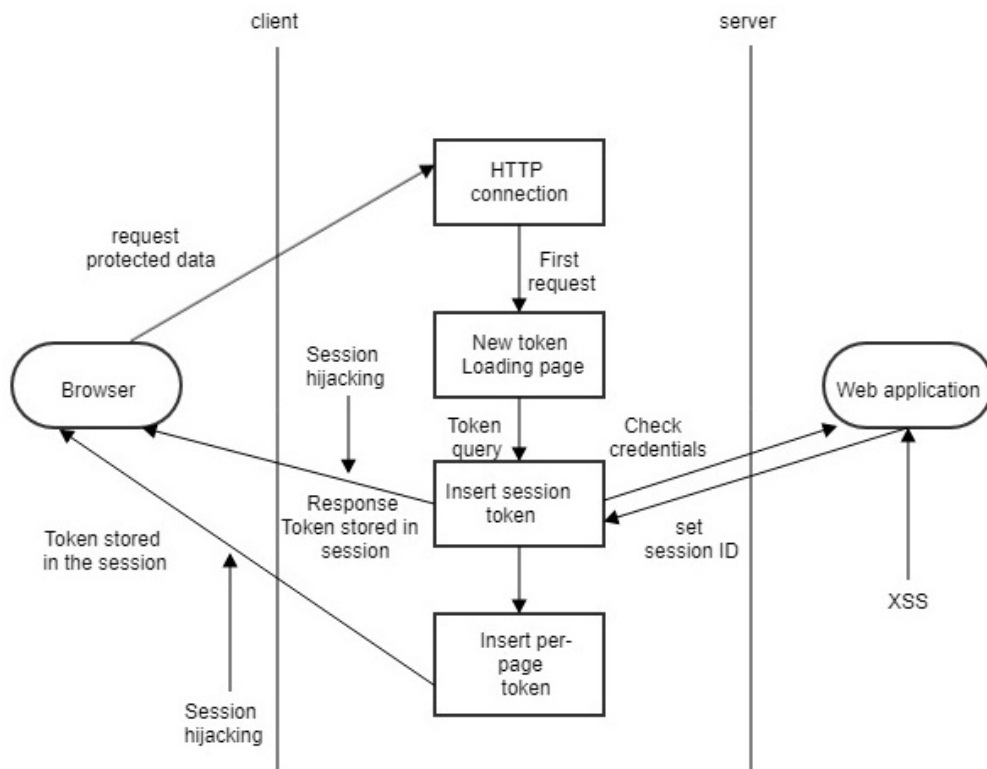 client
server
HTTP
connection
request
protected data
First
request
New token
Loading page
Session
hijacking
Browser
Web application
Token
query
Check
credentials
Insert session
token
Response
Token stored in
session
set
session ID
Token stored
in the session
XSS
Insert per-
page
token
Session
hijacking